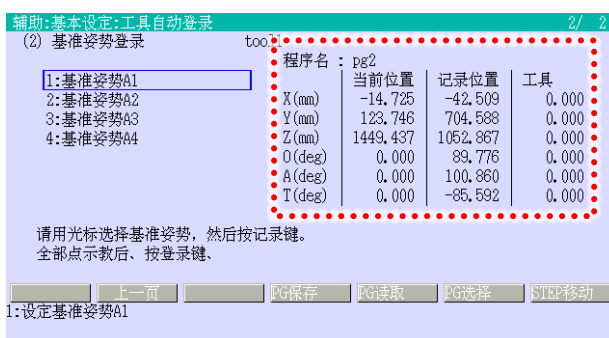 辅助:基本设定:工具自动登录 2/ 2
(2) 基准姿势登录 tool1
程序名 : pg2
当前位置 记录位置 工具
1:基准姿势A1
2:基准姿势A2
3:基准姿势A3
4:基准姿势A4
X(mm) -14.725 -42.509 0.000
Y(mm) 123.746 704.588 0.000
Z(mm) 1449.437 1052.867 0.000
O(deg) 0.000 89.776 0.000
A(deg) 0.000 100.860 0.000
T(deg) 0.000 -85.592 0.000
请用光标选择基准姿势，然后按记录键。
全部点示教后、按登录键、
上一页 PG保存 PG读取 PG选择 STEP移动
1:设定基准姿势A1